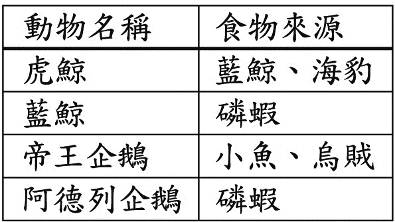 動物名稱 食物來源
虎鯨 藍鯨、海豹
藍鯨 磷蝦
帝王企鵝 小魚、烏賊
阿德列企鵝 磷蝦